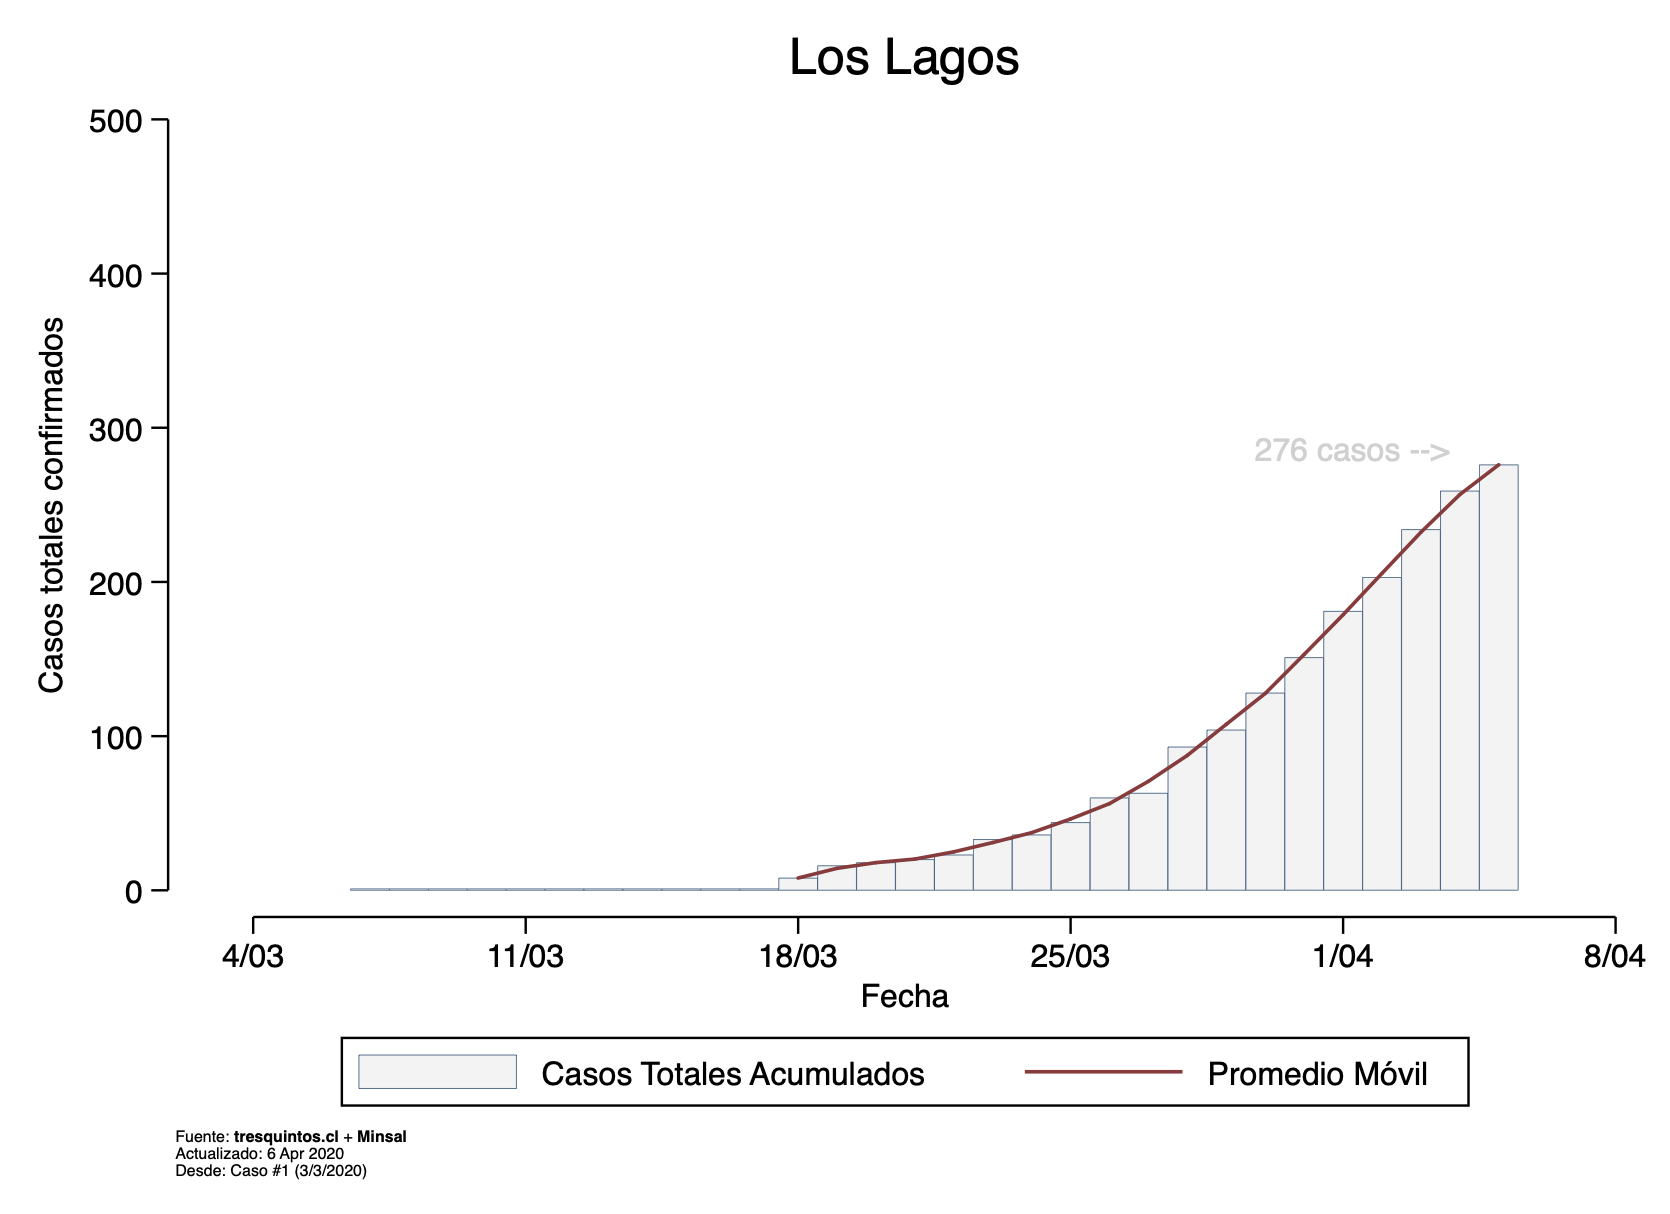 Los Lagos
500
400
300
200
100
0
Casos totales confirmados
276 casos -->
4/03
11/03
18/03
25/03
1/04
8/04
Fecha
Casos Totales Acumulados
Promedio Móvil
Fuente: tresquintos.cl + Minsal
Actualizado: 6 Apr 2020
Desde: Caso #1 (3/3/2020)